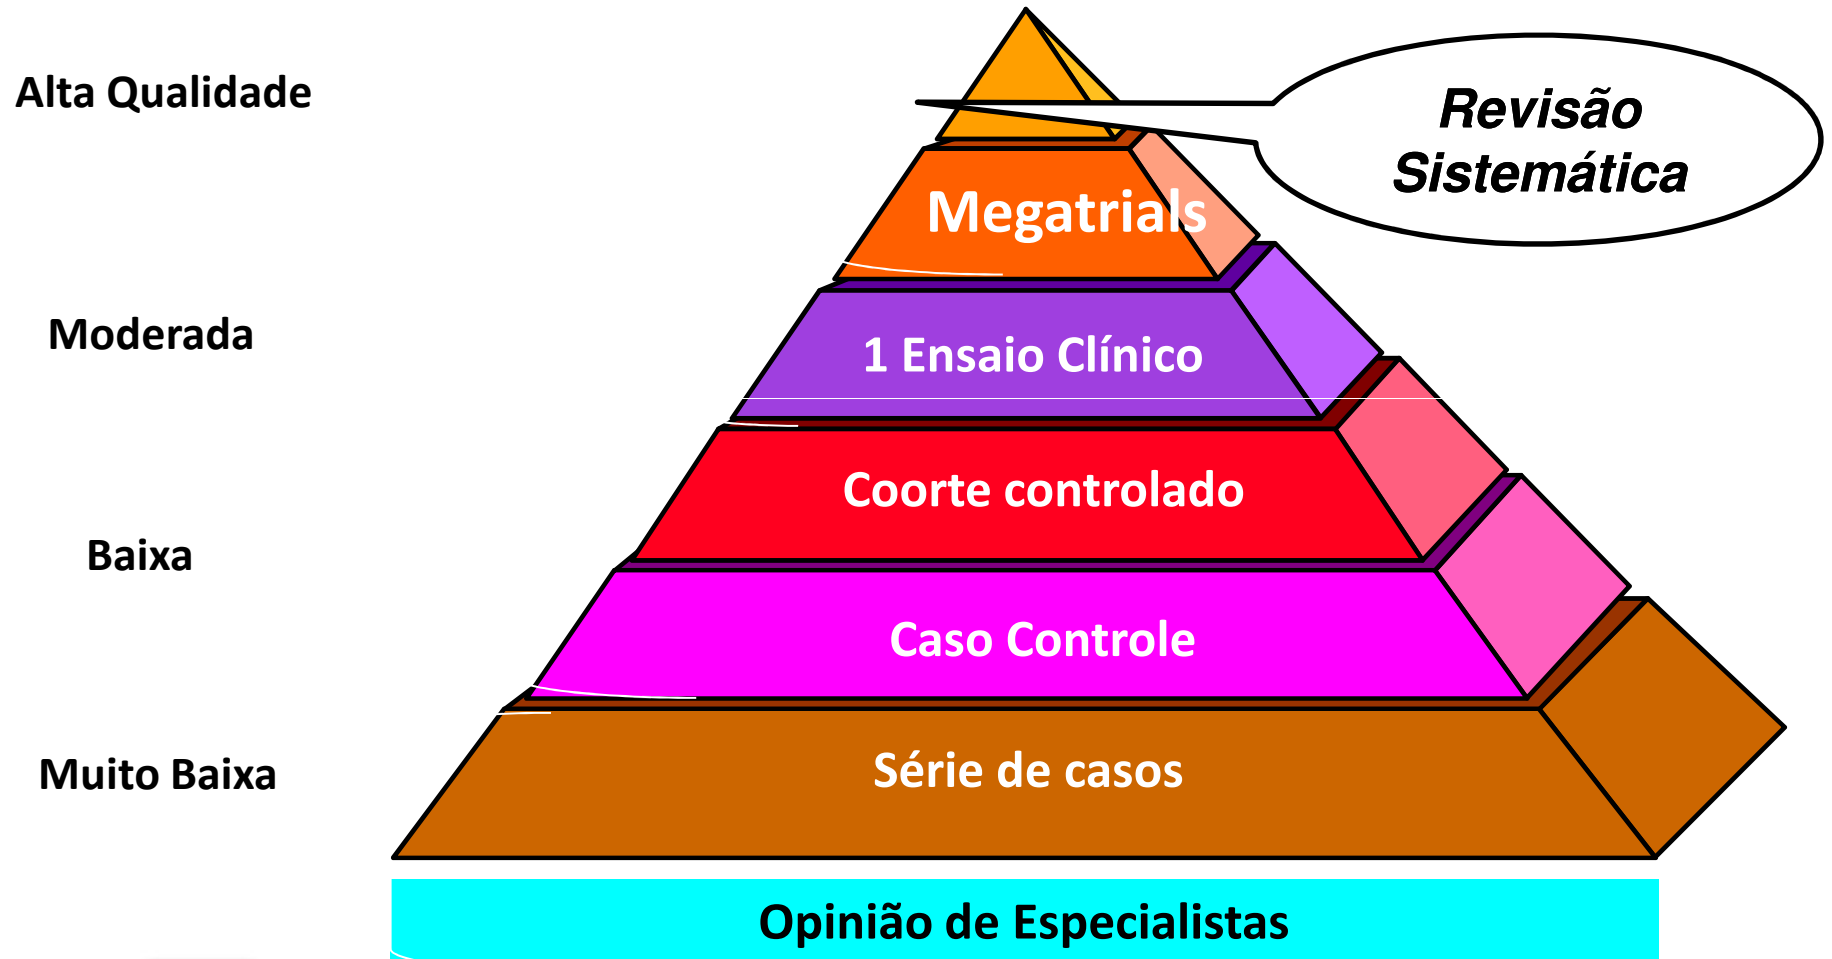 Alta Qualidade
Revisão
Sistemática
Megatrials
Moderada
1 Ensaio Clínico
Coorte controlado
Baixa
Caso Controle
Muito Baixa
Série de casos
Opinião de Especialistas